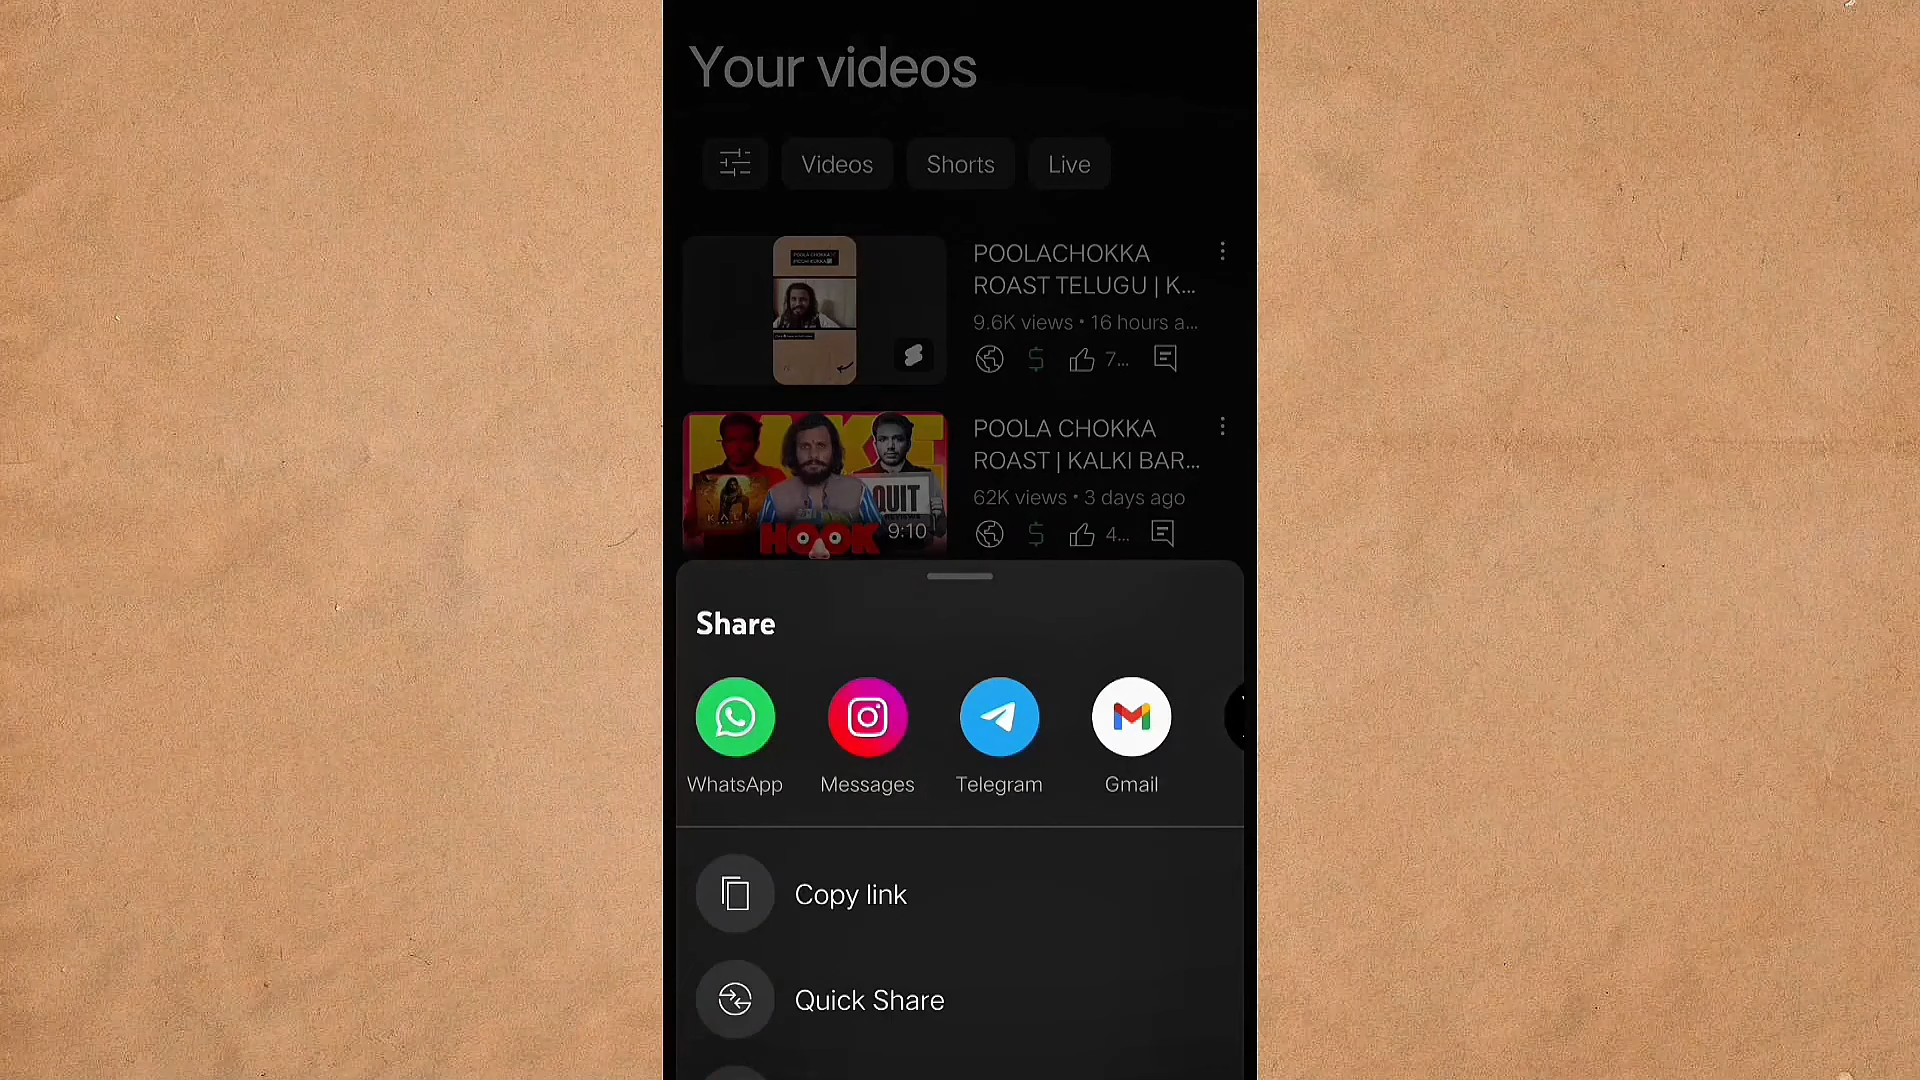 Your videos
Videos
Shorts
Live
POOLACHOKKA
ROAST TELUGU | K...
9.6K views • 16 hours a...
7...
POOLA CHOKKA
ROAST | KALKI BAR...
62K views • 3 days ago
4...
KALKI
QUIT
HOOK
9:10
Share
WhatsApp
Messages
Telegram
Gmail
Copy link
Quick Share